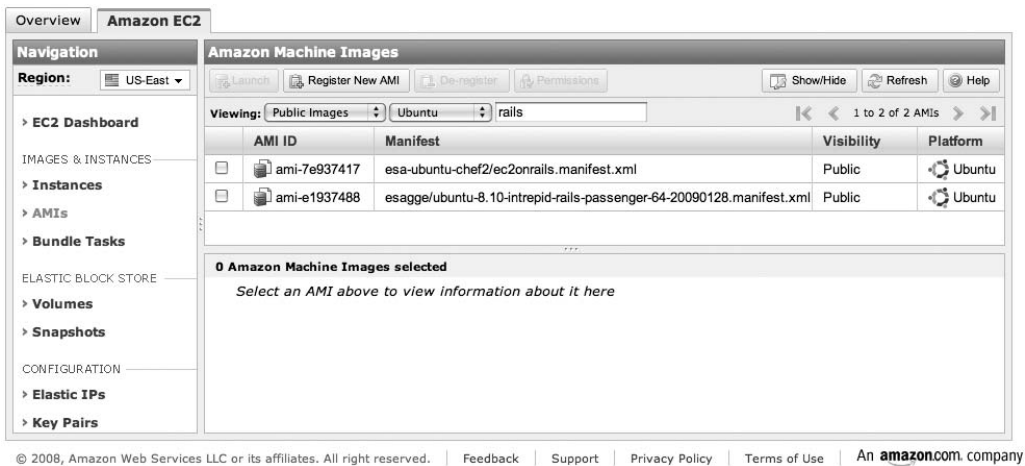 Overview Amazon EC2
Navigation
Region: US-East
EC2 Dashboard
IMAGES & INSTANCES
Instances
AMIs
Bundle Tasks
ELASTIC BLOCK STORE
Volumes
Snapshots
CONFIGURATION
Elastic IPs
Key Pairs
Amazon Machine Images
Launch Register New AMI De-register Permissions Show/Hide Refresh Help
Viewing: Public Images Ubuntu rails 1 to 2 of 2 AMIs
AMI ID Manifest Visibility Platform
ami-7e937417 esa-ubuntu-chef2/ec2onrails.manifest.xml Public Ubuntu
ami-e1937488 esagge/ubuntu-8.10-intrepid-rails-passenger-64-20090128.manifest.xml Public Ubuntu
0 Amazon Machine Images selected
Select an AMI above to view information about it here
© 2008, Amazon Web Services LLC or its affiliates. All right reserved. | Feedback | Support | Privacy Policy | Terms of Use | An amazon.com. company